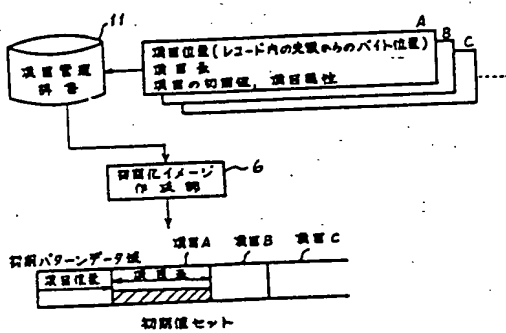 11
A
B
C
項目管理
辞書
項目位置(レコード内の先頭からのバイト位置)
項目長
項目の初期値, 項目属性
初期化イメージ
作成部
6
初期パターンデータ域
項目A
項目B
項目C
項目位置
項目長
初期値セット